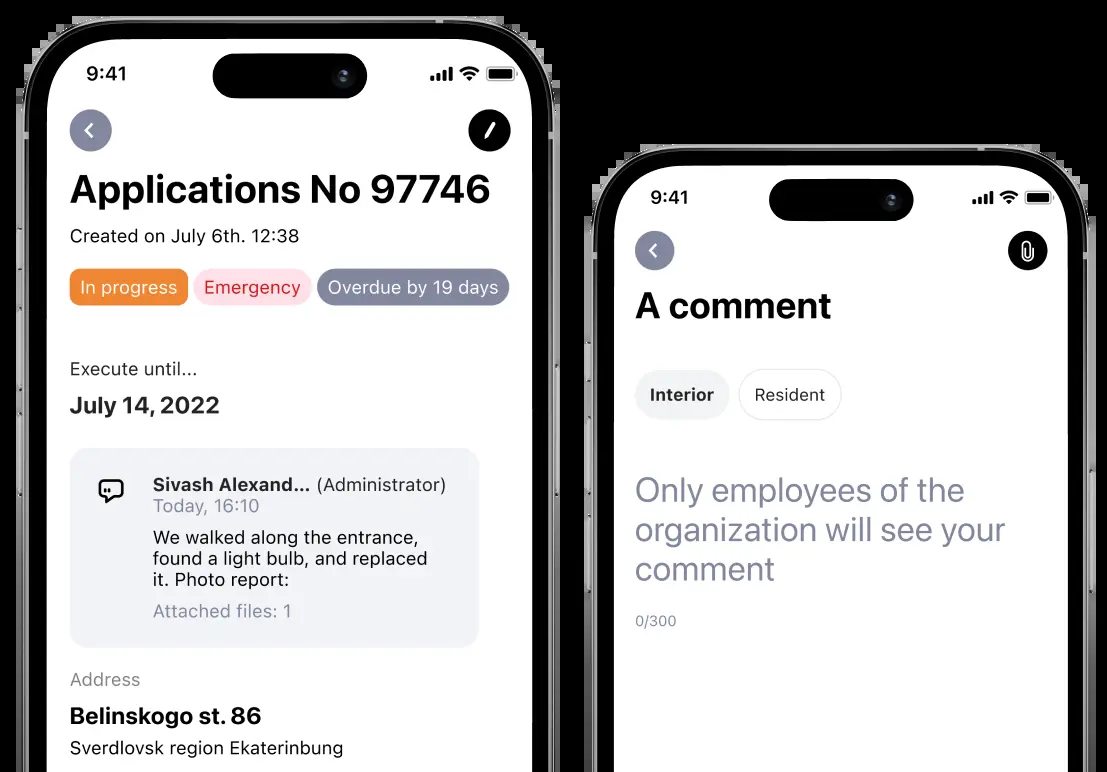 9:41
Applications No 97746
Created on July 6th. 12:38
In progress
Emergency
Overdue by 19 days
Execute until...
July 14, 2022
Sivash Alexand... (Administrator)
Today, 16:10
We walked along the entrance,
found a light bulb, and replaced
it. Photo report:
Attached files: 1
Address
Belinskogo st. 86
Sverdlovsk region Ekaterinbung
9:41
A comment
Interior
Resident
Only employees of the
organization will see your
comment
0/300